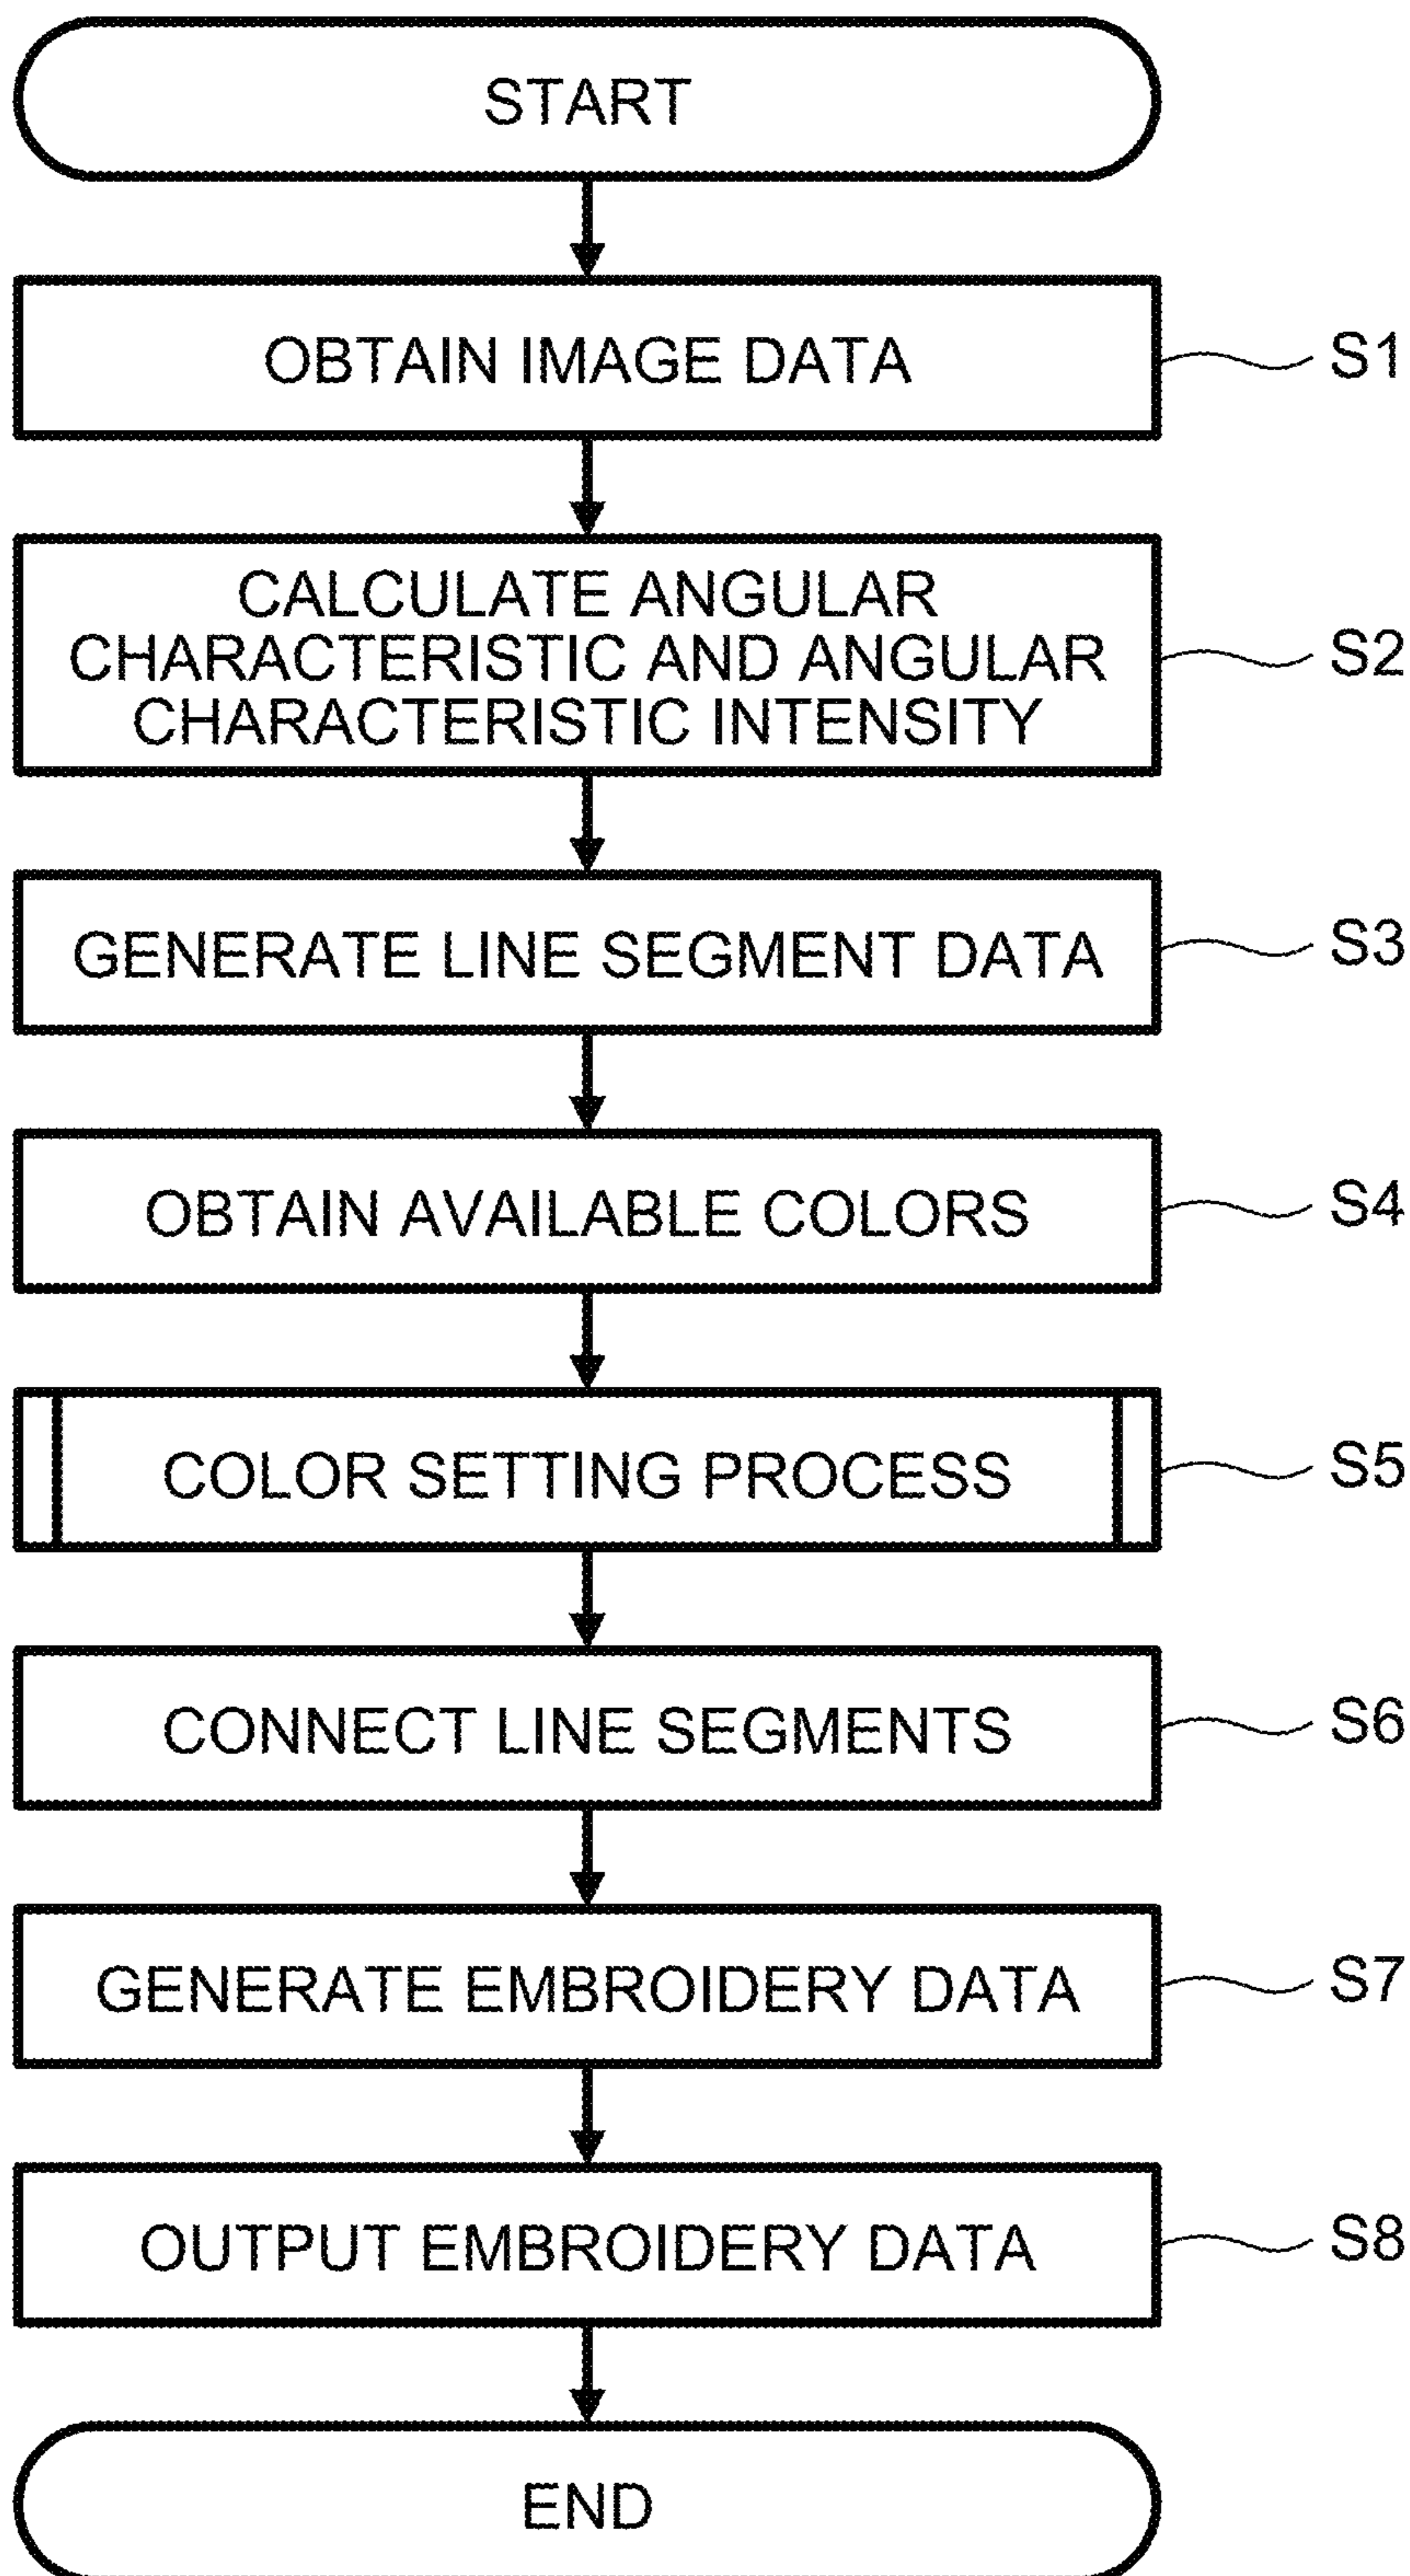 START
OBTAIN IMAGE DATA
S1
CALCULATE ANGULAR
CHARACTERISTIC AND ANGULAR
CHARACTERISTIC INTENSITY
S2
GENERATE LINE SEGMENT DATA
S3
OBTAIN AVAILABLE COLORS
S4
COLOR SETTING PROCESS
S5
CONNECT LINE SEGMENTS
S6
GENERATE EMBROIDERY DATA
S7
OUTPUT EMBROIDERY DATA
S8
END